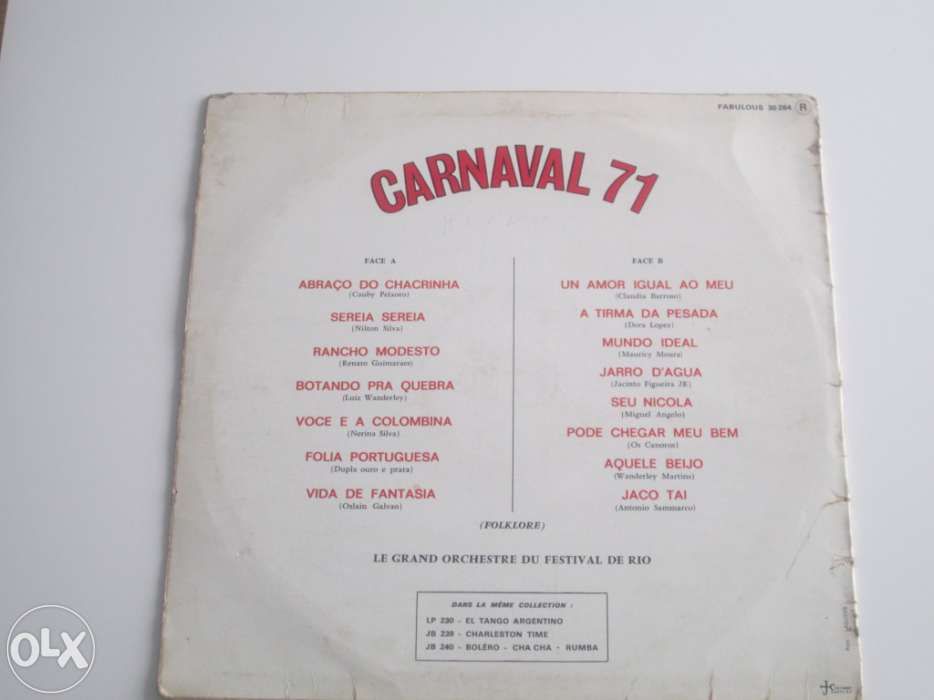 FABULOUS 30-264 R
CARNAVAL 71
FACE A
ABRAÇO DO CHACRINHA
(Cauby Peixoto)
SEREIA SEREIA
(Nilton Silva)
RANCHO MODESTO
(Renato Guimaraes)
BOTANDO PRA QUEBRA
(Luiz Wanderley)
VOCE E A COLOMBINA
(Nerina Silva)
FOLIA PORTUGUESA
(Dupla ouro e prata)
VIDA DE FANTASIA
(Oslain Galvao)
FACE B
UN AMOR IGUAL AO MEU
(Claudia Barroso)
A TIRMA DA PESADA
(Dora Lopez)
MUNDO IDEAL
(Mauricy Moura)
JARRO D'AGUA
(Jacinto Figueira JR)
SEU NICOLA
(Miguel Angelo)
PODE CHEGAR MEU BEM
(Os Canoros)
AQUELE BEIJO
(Wanderley Martins)
JACO TAI
(Antonio Sammarco)
(FOLKLORE)
LE GRAND ORCHESTRE DU FESTIVAL DE RIO
DANS LA MÊME COLLECTION :
LP 230 - EL TANGO ARGENTINO
JB 239 - CHARLESTON TIME
JB 240 - BOLÉRO - CHA CHA - RUMBA
OLX